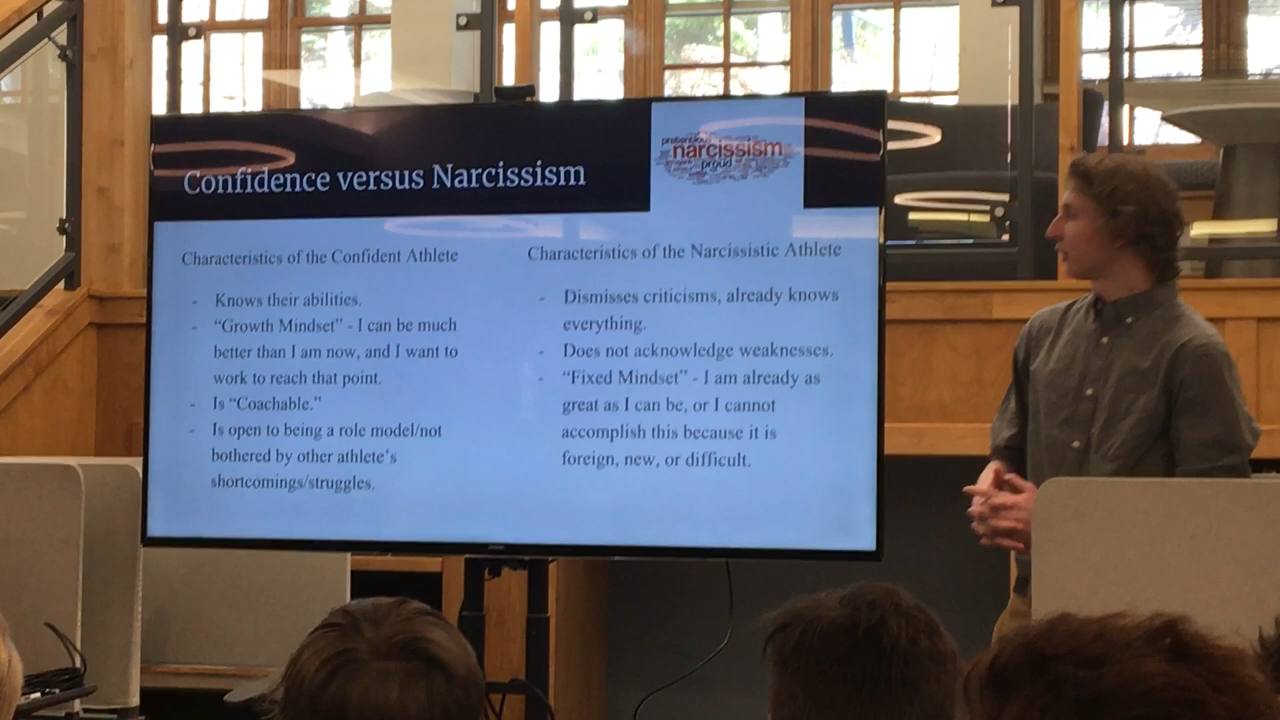 pretentious
narcissism
proud
Confidence versus Narcissism
Characteristics of the Confident Athlete
- Knows their abilities.
- “Growth Mindset” - I can be much
better than I am now, and I want to
work to reach that point.
- Is “Coachable.”
- Is open to being a role model/not
bothered by other athlete’s
shortcomings/struggles.
Characteristics of the Narcissistic Athlete
- Dismisses criticisms, already knows
everything.
- Does not acknowledge weaknesses.
- “Fixed Mindset” - I am already as
great as I can be, or I cannot
accomplish this because it is
foreign, new, or difficult.